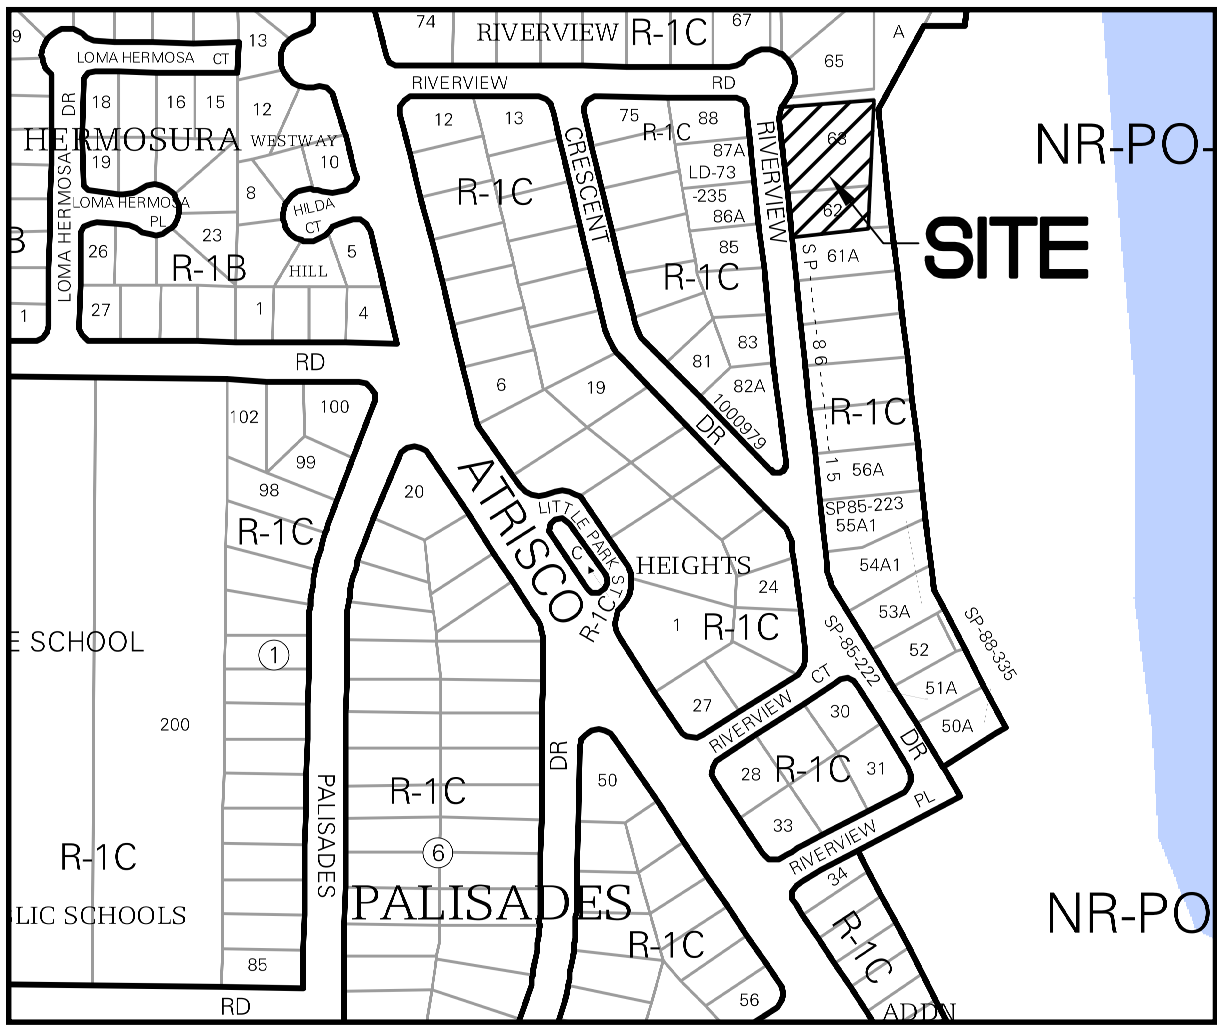 9
13
74
RIVERVIEW
R-1C
67
65
A
LOMA HERMOSA CT
RIVERVIEW
RD
DR
18
16
15
12
12
13
75
R-1C
88
RIVERVIEW
63
NR-PO-
HERMOSURA
WESTWAY
CRESCENT
87A
19
10
LD-73
-235
86A
8
R-1C
LOMA HERMOSA
PL
HILDA
CT
62
SITE
B
LOMA HERMOSA
23
26
R-1B
HILL
5
85
R-1C
61A
SP-86-15
1
27
1
4
83
RD
81
82A
6
19
1000979
DR
R-1C
102
100
99
98
R-1C
20
ATRISCO
56A
SP85-223
55A1
LITTLE PARK ST
C
R-1C
HEIGHTS
24
54A1
53A
1
R-1C
SP-85-222
SP-88-335
52
51A
50A
E SCHOOL
1
200
27
RIVERVIEW
CT
30
28
R-1C
31
33
DR
PL
RIVERVIEW
DR
50
PALISADES
R-1C
6
R-1C
LIC SCHOOLS
PALISADES
R-1C
34
R-1C
NR-PO
85
RD
56
ADDN